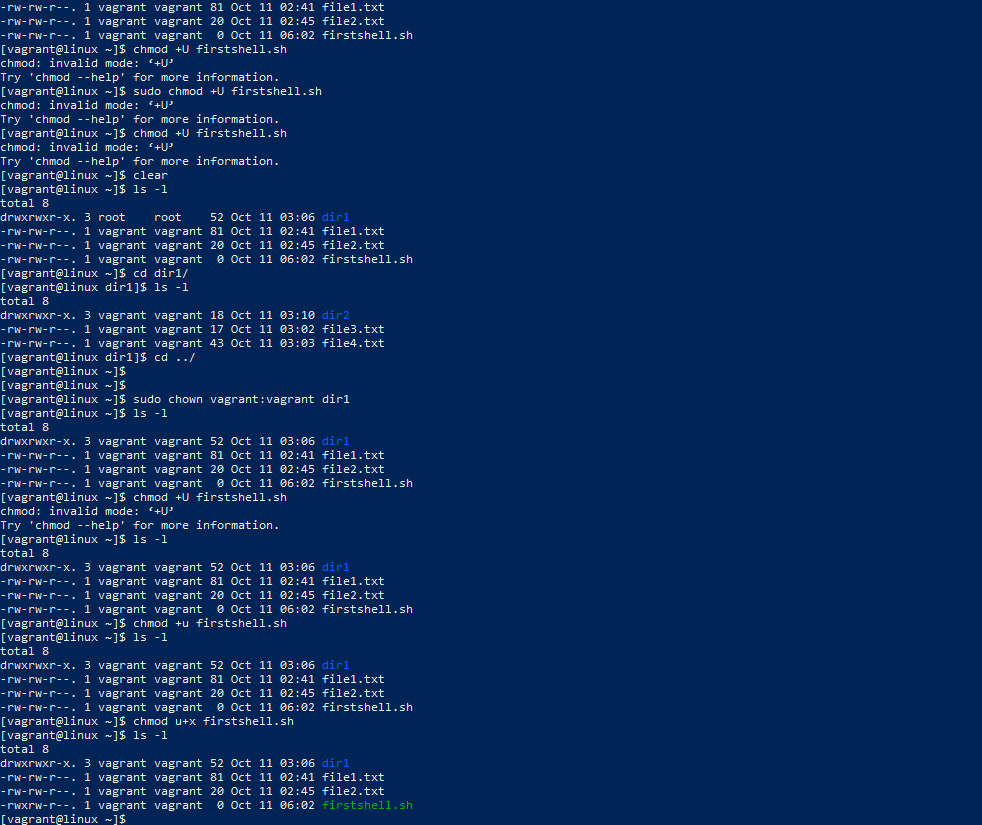 -rw-rw-r--. 1 vagrant vagrant 81 Oct 11 02:41 file1.txt
-rw-rw-r--. 1 vagrant vagrant 20 Oct 11 02:45 file2.txt
-rw-rw-r--. 1 vagrant vagrant  0 Oct 11 06:02 firstshell.sh
[vagrant@linux ~]$ chmod +U firstshell.sh
chmod: invalid mode: ‘+U’
Try 'chmod --help' for more information.
[vagrant@linux ~]$ sudo chmod +U firstshell.sh
chmod: invalid mode: ‘+U’
Try 'chmod --help' for more information.
[vagrant@linux ~]$ chmod +U firstshell.sh
chmod: invalid mode: ‘+U’
Try 'chmod --help' for more information.
[vagrant@linux ~]$ clear
[vagrant@linux ~]$ ls -l
total 8
drwxrwxr-x. 3 root    root    52 Oct 11 03:06 dir1
-rw-rw-r--. 1 vagrant vagrant 81 Oct 11 02:41 file1.txt
-rw-rw-r--. 1 vagrant vagrant 20 Oct 11 02:45 file2.txt
-rw-rw-r--. 1 vagrant vagrant  0 Oct 11 06:02 firstshell.sh
[vagrant@linux ~]$ cd dir1/
[vagrant@linux dir1]$ ls -l
total 8
drwxrwxr-x. 3 vagrant vagrant 18 Oct 11 03:10 dir2
-rw-rw-r--. 1 vagrant vagrant 17 Oct 11 03:02 file3.txt
-rw-rw-r--. 1 vagrant vagrant 43 Oct 11 03:03 file4.txt
[vagrant@linux dir1]$ cd ../
[vagrant@linux ~]$
[vagrant@linux ~]$
[vagrant@linux ~]$ sudo chown vagrant:vagrant dir1
[vagrant@linux ~]$ ls -l
total 8
drwxrwxr-x. 3 vagrant vagrant 52 Oct 11 03:06 dir1
-rw-rw-r--. 1 vagrant vagrant 81 Oct 11 02:41 file1.txt
-rw-rw-r--. 1 vagrant vagrant 20 Oct 11 02:45 file2.txt
-rw-rw-r--. 1 vagrant vagrant  0 Oct 11 06:02 firstshell.sh
[vagrant@linux ~]$ chmod +U firstshell.sh
chmod: invalid mode: ‘+U’
Try 'chmod --help' for more information.
[vagrant@linux ~]$ ls -l
total 8
drwxrwxr-x. 3 vagrant vagrant 52 Oct 11 03:06 dir1
-rw-rw-r--. 1 vagrant vagrant 81 Oct 11 02:41 file1.txt
-rw-rw-r--. 1 vagrant vagrant 20 Oct 11 02:45 file2.txt
-rw-rw-r--. 1 vagrant vagrant  0 Oct 11 06:02 firstshell.sh
[vagrant@linux ~]$ chmod +u firstshell.sh
[vagrant@linux ~]$ ls -l
total 8
drwxrwxr-x. 3 vagrant vagrant 52 Oct 11 03:06 dir1
-rw-rw-r--. 1 vagrant vagrant 81 Oct 11 02:41 file1.txt
-rw-rw-r--. 1 vagrant vagrant 20 Oct 11 02:45 file2.txt
-rw-rw-r--. 1 vagrant vagrant  0 Oct 11 06:02 firstshell.sh
[vagrant@linux ~]$ chmod u+x firstshell.sh
[vagrant@linux ~]$ ls -l
total 8
drwxrwxr-x. 3 vagrant vagrant 52 Oct 11 03:06 dir1
-rw-rw-r--. 1 vagrant vagrant 81 Oct 11 02:41 file1.txt
-rw-rw-r--. 1 vagrant vagrant 20 Oct 11 02:45 file2.txt
-rwxrw-r--. 1 vagrant vagrant  0 Oct 11 06:02 firstshell.sh
[vagrant@linux ~]$